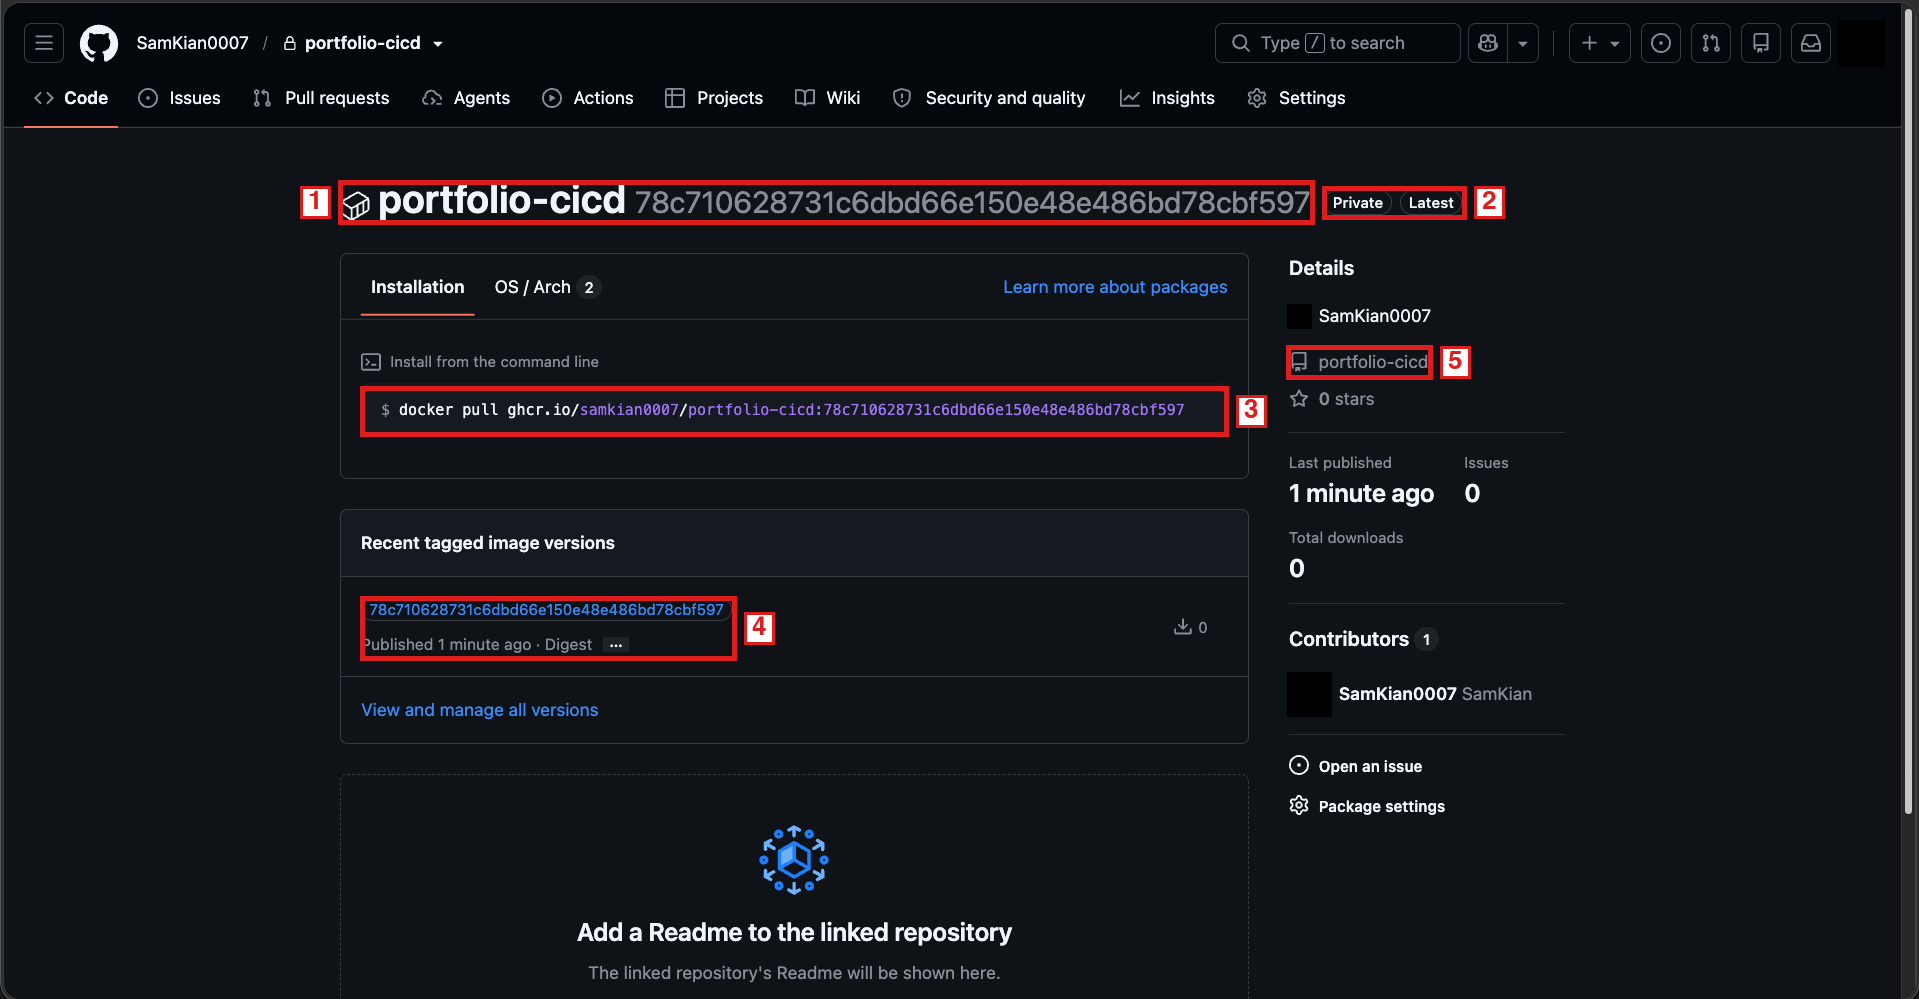 SamKian0007 / portfolio-cicd
Type / to search
Code Issues Pull requests Agents Actions Projects Wiki Security and quality Insights Settings
1 portfolio-cicd 78c710628731c6dbd66e150e48e486bd78cbf597 Private Latest 2
Installation OS / Arch 2 Learn more about packages
Install from the command line
$ docker pull ghcr.io/samkian0007/portfolio-cicd:78c710628731c6dbd66e150e48e486bd78cbf597
3
Recent tagged image versions
78c710628731c6dbd66e150e48e486bd78cbf597
4
Published 1 minute ago · Digest ...
0
View and manage all versions
Add a Readme to the linked repository
The linked repository's Readme will be shown here.
Details
SamKian0007
portfolio-cicd 5
0 stars
Last published Issues
1 minute ago 0
Total downloads
0
Contributors 1
SamKian0007 SamKian
Open an issue
Package settings